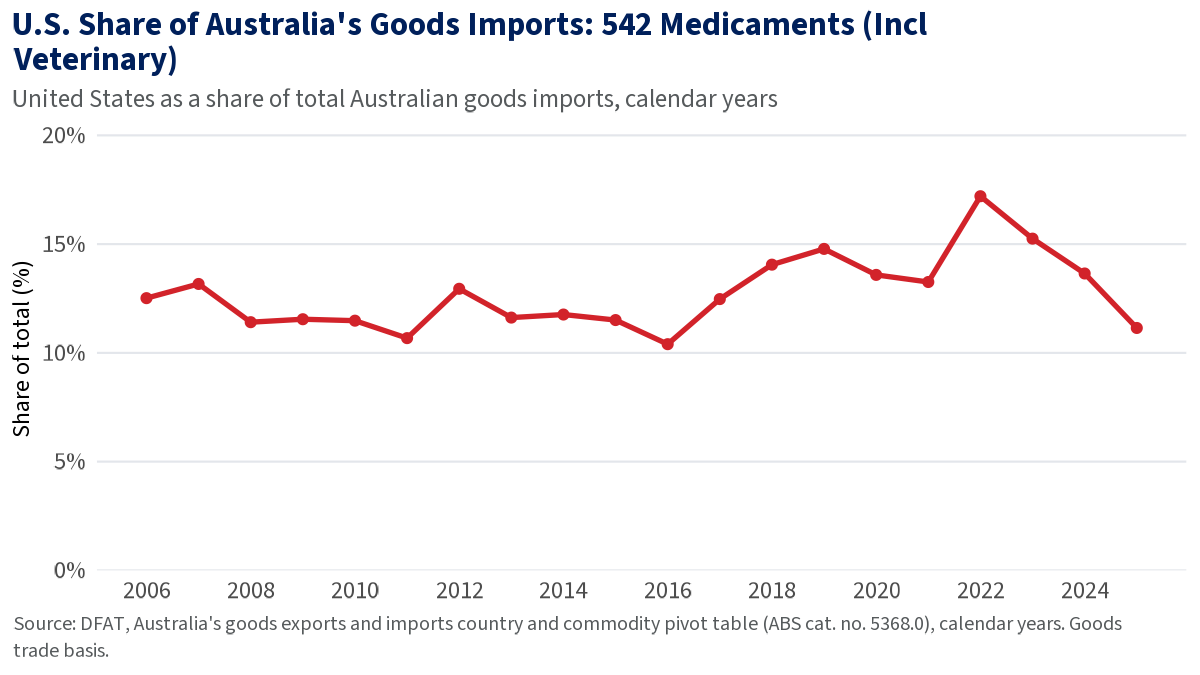 U.S. Share of Australia's Goods Imports: 542 Medicaments (Incl
Veterinary)
United States as a share of total Australian goods imports, calendar years
Share of total (%)
20%
15%
10%
5%
0%
2006 2008 2010 2012 2014 2016 2018 2020 2022 2024
Source: DFAT, Australia's goods exports and imports country and commodity pivot table (ABS cat. no. 5368.0), calendar years. Goods
trade basis.